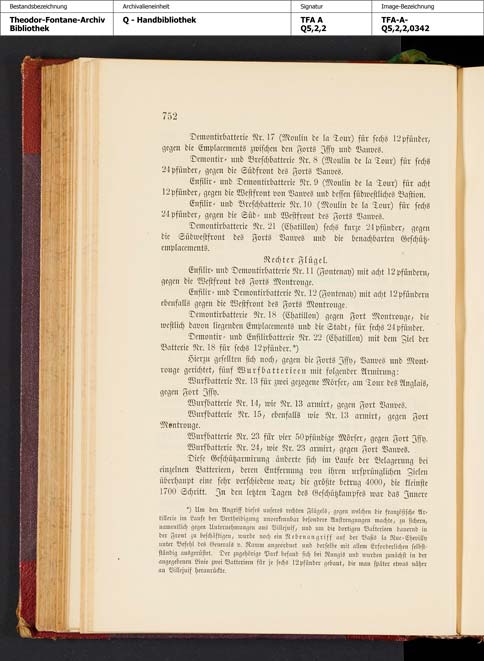 Bestandsbezeichnung Archivalieneinheit Signatur Image-Bezeichnung
Theodor-Fontane-Archiv Q - Handbibliothek TFA A TFA-A-
Bibliothek Q5,2,2 Q5,2,2,0342
752
Demontirbatterie Nr. 17 (Moulin de la Tour) für sechs 12pfünder,
gegen die Emplacements zwischen den Forts Issy und Vanves.
Demontir- und Breschbatterie Nr. 8 (Moulin de la Tour) für sechs
24pfünder, gegen die Südfront des Forts Vanves.
Enfilir- und Demontirbatterie Nr. 9 (Moulin de la Tour) für acht
12pfünder, gegen die Westfront von Vanves und dessen südwestliches Bastion.
Enfilir- und Breschbatterie Nr. 10 (Moulin de la Tour) für sechs
24pfünder, gegen die Süd- und Westfront des Forts Vanves.
Demontirbatterie Nr. 21 (Chatillon) sechs kurze 24pfünder, gegen
die Südwestfront des Forts Vanves und die benachbarten Geschütz-
emplacements.
Rechter Flügel.
Enfilir- und Demontirbatterie Nr. 11 (Fontenay) mit acht 12pfündern,
gegen die Westfront des Forts Montrouge.
Enfilir- und Demontirbatterie Nr. 12 (Fontenay) mit acht 12pfündern
ebenfalls gegen die Westfront des Forts Montrouge.
Demontirbatterie Nr. 18 (Chatillon) gegen Fort Montrouge, die
westlich davon liegenden Emplacements und die Stadt, für sechs 24pfünder.
Demontir- und Enfilirbatterie Nr. 22 (Chatillon) mit dem Ziel der
Batterie Nr. 18 für sechs 12pfünder.*)
Hierzu gesellten sich noch, gegen die Forts Issy, Vanves und Mont-
rouge gerichtet, fünf Wurfbatterieen mit folgender Armirung:
Wurfbatterie Nr. 13 für zwei gezogene Mörser, am Tour des Anglais,
gegen Fort Issy.
Wurfbatterie Nr. 14, wie Nr. 13 armirt, gegen Fort Vanves.
Wurfbatterie Nr. 15, ebenfalls wie Nr. 13 armirt, gegen Fort
Montrouge.
Wurfbatterie Nr. 23 für vier 50pfündige Mörser, gegen Fort Issy.
Wurfbatterie Nr. 24, wie Nr. 23 armirt, gegen Fort Vanves.
Diese Geschützarmirung änderte sich im Laufe der Belagerung bei
einzelnen Batterieen, deren Entfernung von ihren ursprünglichen Zielen
überhaupt eine sehr verschiedene war; die größte betrug 4000, die kleinste
1700 Schritt. In den letzten Tagen des Geschützkampfes war das Innere
*) Um den Angriff dieses unseres rechten Flügels, gegen welchen die französische Ar-
tillerie im Laufe der Vertheidigung unverkennbar besondere Anstrengungen machte, zu sichern,
namentlich gegen Unternehmungen aus Villejuif, und um die dortigen Batterieen dauernd in
der Front zu beschäftigen, wurde noch ein Nebenangriff auf der Basis la Rue-Chevilly
unter Befehl des Generals v. Ramm angeordnet und derselbe mit allem Erforderlichen selbst-
ständig ausgerüstet. Der zugehörige Park befand sich bei Rungis und wurden zunächst in der
angegebenen Linie zwei Batterieen für je sechs 12pfünder gebaut, die man später etwas näher
an Villejuif heranrückte.